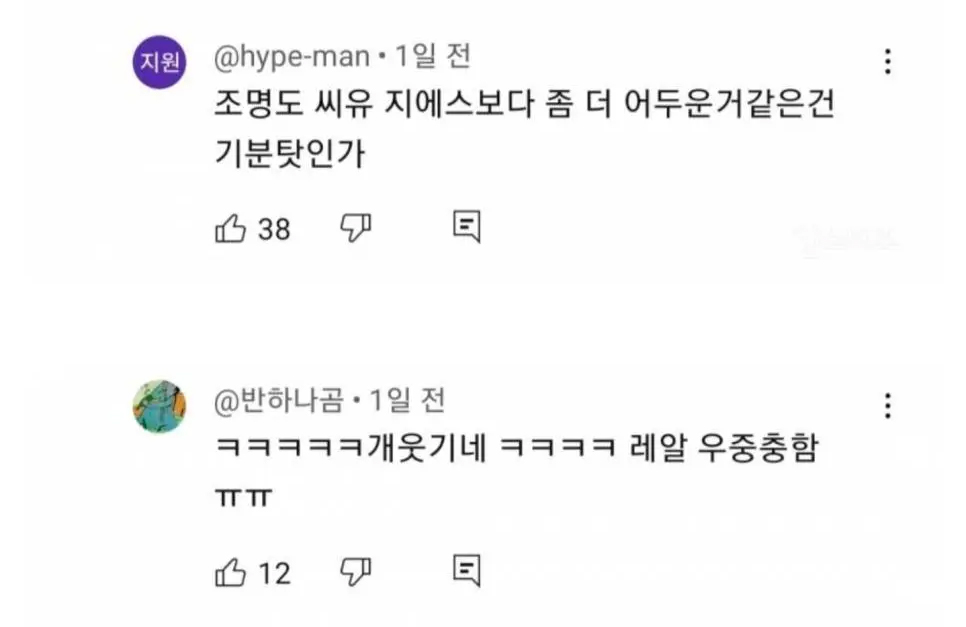 지원
@hype-man • 1일 전
조명도 씨유 지에스보다 좀 더 어두운거같은건
기분탓인가
38
@반하나곰 • 1일 전
ㅋㅋㅋㅋㅋ개웃기네 ㅋㅋㅋㅋ 레알 우중충함
ㅠㅠ
12